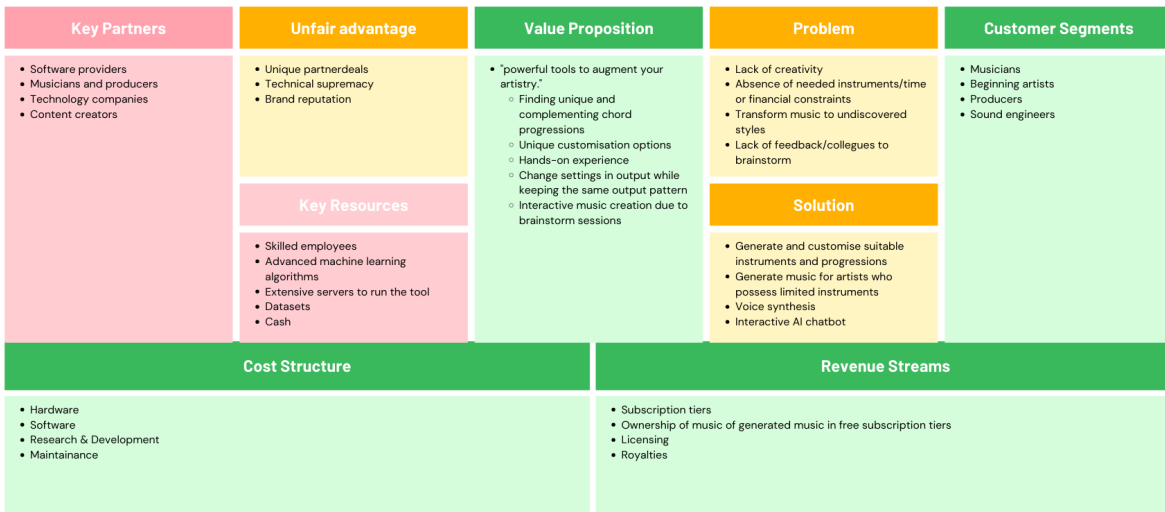 Key Partners
Software providers
Musicians and producers
Technology companies
Content creators
Unfair advantage
Unique partnerdeals
Technical supremacy
Brand reputation
Key Resources
Skilled employees
Advanced machine learning
algorithms
Extensive servers to run the tool
Datasets
Cash
Value Proposition
"powerful tools to augment your
artistry."
Finding unique and
complementing chord
progressions
Unique customisation options
Hands-on experience
Change settings in output while
keeping the same output pattern
Interactive music creation due to
brainstorm sessions
Problem
Lack of creativity
Absence of needed instruments/time
or financial constraints
Transform music to undiscovered
styles
Lack of feedback/collegues to
brainstorm
Solution
Generate and customise suitable
instruments and progressions
Generate music for artists who
possess limited instruments
Voice synthesis
Interactive AI chatbot
Customer Segments
Musicians
Beginning artists
Producers
Sound engineers
Cost Structure
Hardware
Software
Research & Development
Maintainance
Revenue Streams
Subscription tiers
Ownership of music of generated music in free subscription tiers
Licensing
Royalties